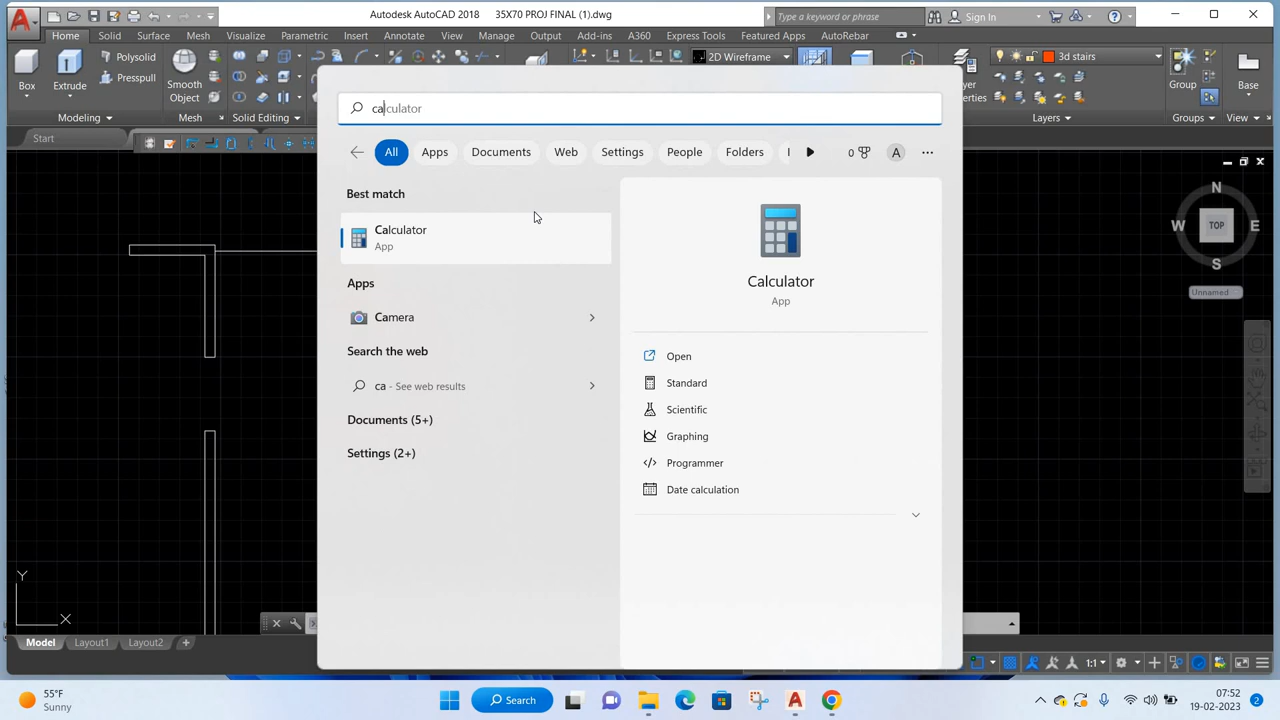 Autodesk AutoCAD 2018 35X70 PROJ FINAL (1).dwg
Type a keyword or phrase
Sign In
Home Solid Surface Mesh Visualize Parametric Insert Annotate View Manage Output Add-ins A360 Express Tools Featured Apps AutoRebar
Box
Extrude
Polysolid
Presspull
Smooth
Object
2D Wireframe
3d stairs
Group
Base
Modeling
Mesh
Solid Editing
Layers
Groups
View
Start
calculator
All Apps Documents Web Settings People Folders
0
A
Best match
Calculator
App
Apps
Camera
Search the web
ca - See web results
Documents (5+)
Settings (2+)
Calculator
App
Open
Standard
Scientific
Graphing
Programmer
Date calculation
N
W TOP E
S
Unnamed
Y
X
Model Layout1 Layout2
1:1
55°F
Sunny
Search
07:52
19-02-2023
2